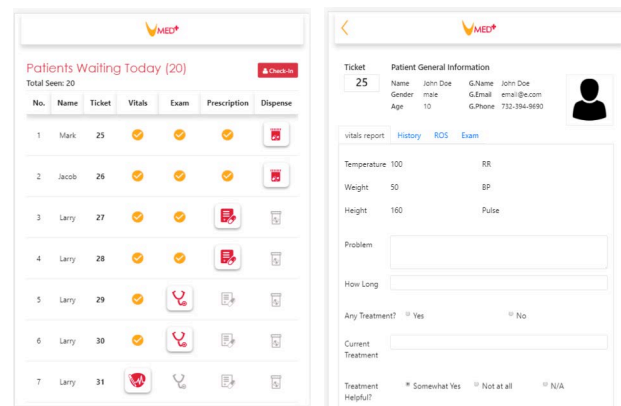 VMED+
Patients Waiting Today (20)
Check-In
Total Seen: 20
No. Name Ticket Vitals Exam Prescription Dispense
1 Mark 25
2 Jacob 26
3 Larry 27
4 Larry 28
5 Larry 29
6 Larry 30
7 Larry 31
VMED+
Ticket Patient General Information
25 Name John Doe G.Name John Doe
Gender male G.Email email@e.com
Age 10 G.Phone 732-394-9690
vitals report History ROS Exam
Temperature 100 RR
Weight 50 BP
Height 160 Pulse
Problem
How Long
Any Treatment? Yes No
Current
Treatment
Treatment Somewhat Yes Not at all N/A
Helpful?